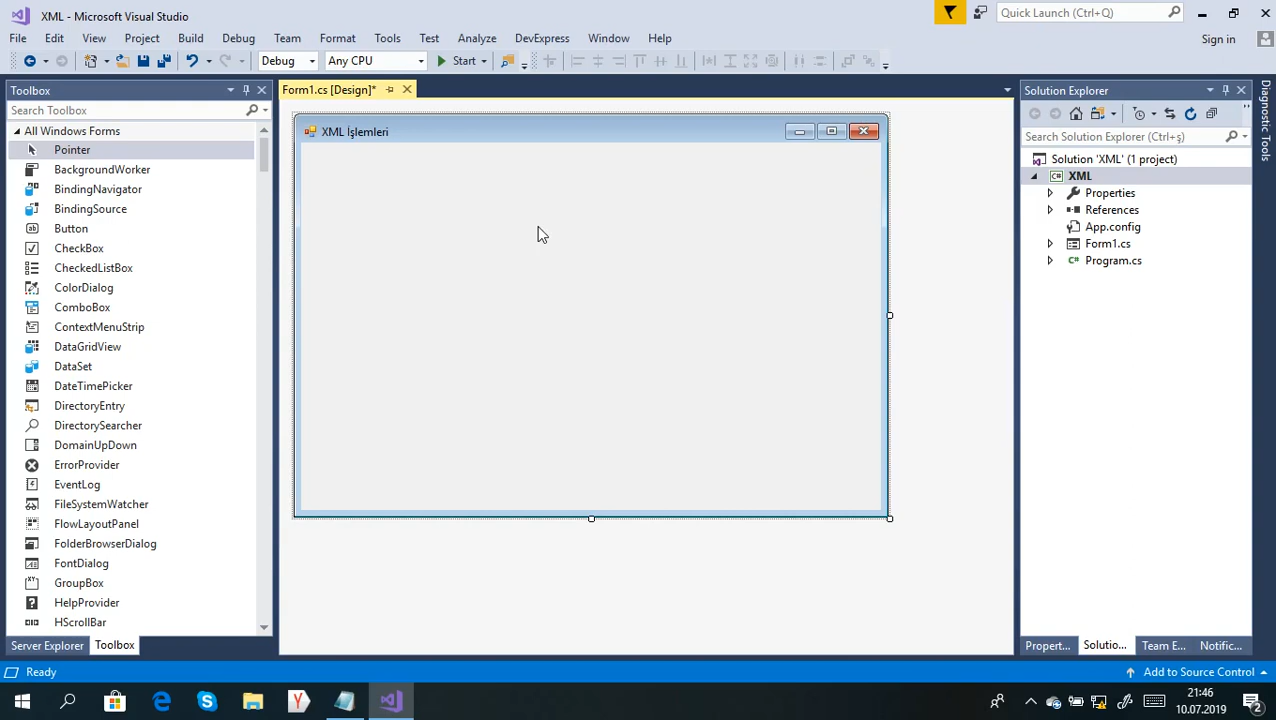 XML - Microsoft Visual Studio
Quick Launch (Ctrl+Q)
File Edit View Project Build Debug Team Format Tools Test Analyze DevExpress Window Help
Sign in
Debug Any CPU Start
Toolbox
Search Toolbox
All Windows Forms
Pointer
BackgroundWorker
BindingNavigator
BindingSource
Button
CheckBox
CheckedListBox
ColorDialog
ComboBox
ContextMenuStrip
DataGridView
DataSet
DateTimePicker
DirectoryEntry
DirectorySearcher
DomainUpDown
ErrorProvider
EventLog
FileSystemWatcher
FlowLayoutPanel
FolderBrowserDialog
FontDialog
GroupBox
HelpProvider
HScrollBar
Server Explorer Toolbox
Form1.cs [Design]*
XML İşlemleri
Solution Explorer
Search Solution Explorer (Ctrl+ş)
Solution 'XML' (1 project)
XML
Properties
References
App.config
Form1.cs
Program.cs
Propert... Solutio... Team E... Notific...
Diagnostic Tools
Ready
Add to Source Control
21:46
10.07.2019
2